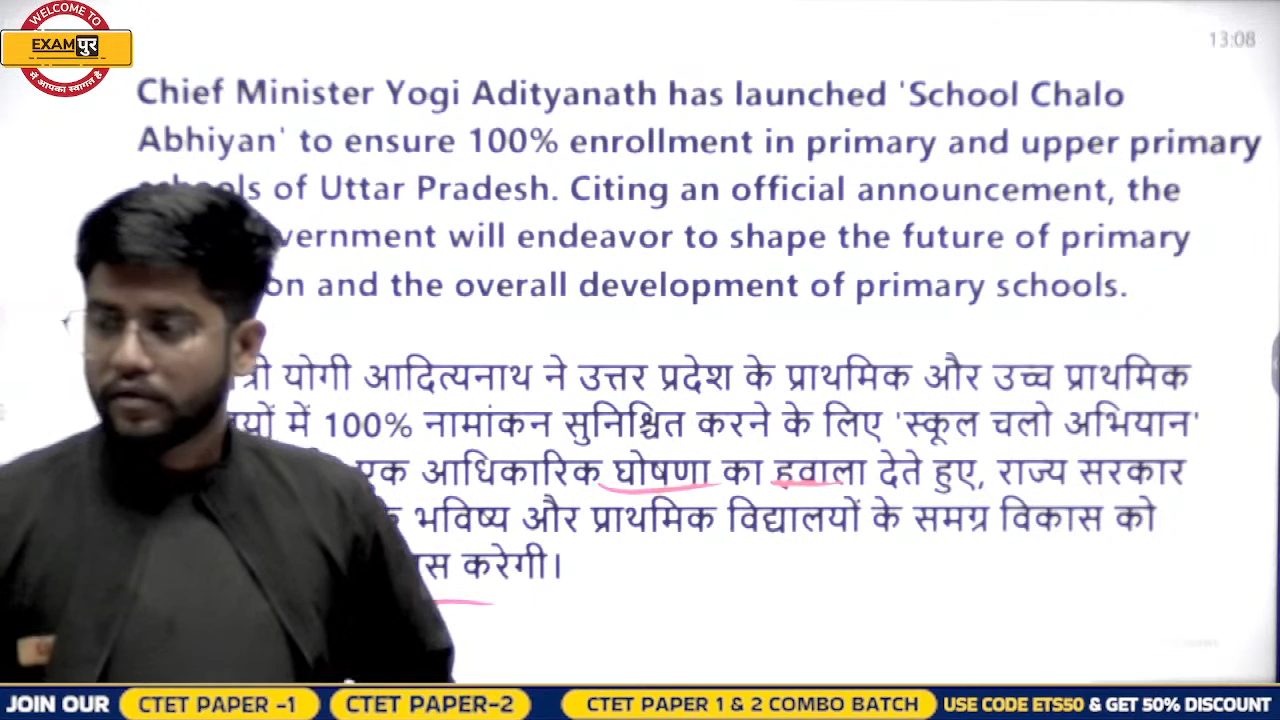 WELCOME TO
EXAMपुर
में आपका स्वागत है
13:08
Chief Minister Yogi Adityanath has launched 'School Chalo
Abhiyan' to ensure 100% enrollment in primary and upper primary
of Uttar Pradesh. Citing an official announcement, the
will endeavor to shape the future of primary
and the overall development of primary schools.
योगी आदित्यनाथ ने उत्तर प्रदेश के प्राथमिक और उच्च प्राथमिक
में 100% नामांकन सुनिश्चित करने के लिए 'स्कूल चलो अभियान'
एक आधिकारिक घोषणा का हवाला देते हुए, राज्य सरकार
भविष्य और प्राथमिक विद्यालयों के समग्र विकास को
करेगी।
JOIN OUR CTET PAPER -1 CTET PAPER-2 CTET PAPER 1 & 2 COMBO BATCH USE CODE ETS50 & GET 50% DISCOUNT